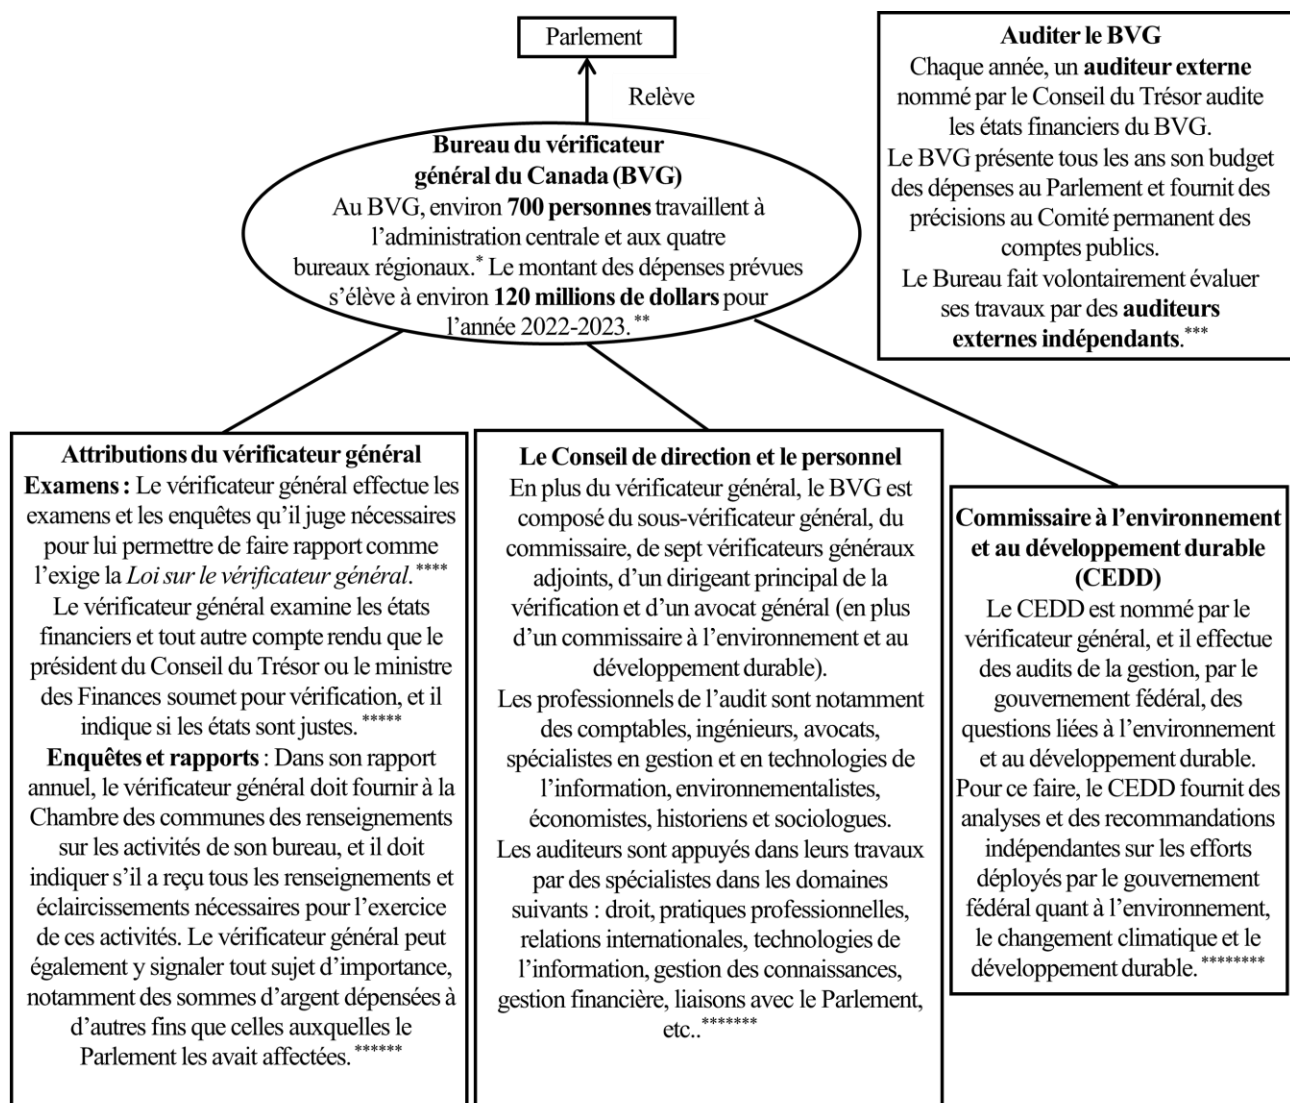 Parlement
Relève
Bureau du vérificateur
général du Canada (BVG)
Au BVG, environ 700 personnes travaillent à
l’administration centrale et aux quatre
bureaux régionaux.* Le montant des dépenses prévues
s’élève à environ 120 millions de dollars pour
l’année 2022-2023. **
Auditer le BVG
Chaque année, un auditeur externe
nommé par le Conseil du Trésor audite
les états financiers du BVG.
Le BVG présente tous les ans son budget
des dépenses au Parlement et fournit des
précisions au Comité permanent des
comptes publics.
Le Bureau fait volontairement évaluer
ses travaux par des auditeurs
externes indépendants.***
Attributions du vérificateur général
Examens : Le vérificateur général effectue les
examens et les enquêtes qu’il juge nécessaires
pour lui permettre de faire rapport comme
l’exige la Loi sur le vérificateur général.****
Le vérificateur général examine les états
financiers et tout autre compte rendu que le
président du Conseil du Trésor ou le ministre
des Finances soumet pour vérification, et il
indique si les états sont justes. *****
Enquêtes et rapports : Dans son rapport
annuel, le vérificateur général doit fournir à la
Chambre des communes des renseignements
sur les activités de son bureau, et il doit
indiquer s’il a reçu tous les renseignements et
éclaircissements nécessaires pour l’exercice
de ces activités. Le vérificateur général peut
également y signaler tout sujet d’importance,
notamment des sommes d’argent dépensées à
d’autres fins que celles auxquelles le
Parlement les avait affectées. ******
Le Conseil de direction et le personnel
En plus du vérificateur général, le BVG est
composé du sous-vérificateur général, du
commissaire, de sept vérificateurs généraux
adjoints, d’un dirigeant principal de la
vérification et d’un avocat général (en plus
d’un commissaire à l’environnement et au
développement durable).
Les professionnels de l’audit sont notamment
des comptables, ingénieurs, avocats,
spécialistes en gestion et en technologies de
l’information, environnementalistes,
économistes, historiens et sociologues.
Les auditeurs sont appuyés dans leurs travaux
par des spécialistes dans les domaines
suivants : droit, pratiques professionnelles,
relations internationales, technologies de
l’information, gestion des connaissances,
gestion financière, liaisons avec le Parlement,
etc..*******
Commissaire à l’environnement
et au développement durable
(CEDD)
Le CEDD est nommé par le
vérificateur général, et il effectue
des audits de la gestion, par le
gouvernement fédéral, des
questions liées à l’environnement
et au développement durable.
Pour ce faire, le CEDD fournit des
analyses et des recommandations
indépendantes sur les efforts
déployés par le gouvernement
fédéral quant à l’environnement,
le changement climatique et le
développement durable. ********